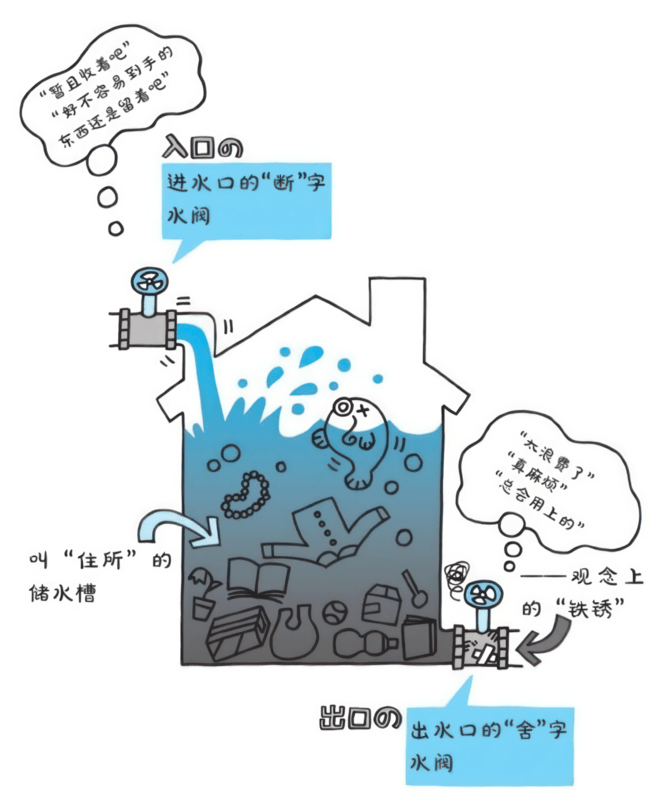 “暂且收着吧”
“好不容易到手的
东西还是留着吧”
入口の
进水口的“断”字
水阀
“太浪费了”
“真麻烦”
“总会用上的”
叫“住所”的
储水槽
——观念上
的“铁锈”
出口の
出水口的“舍”字
水阀